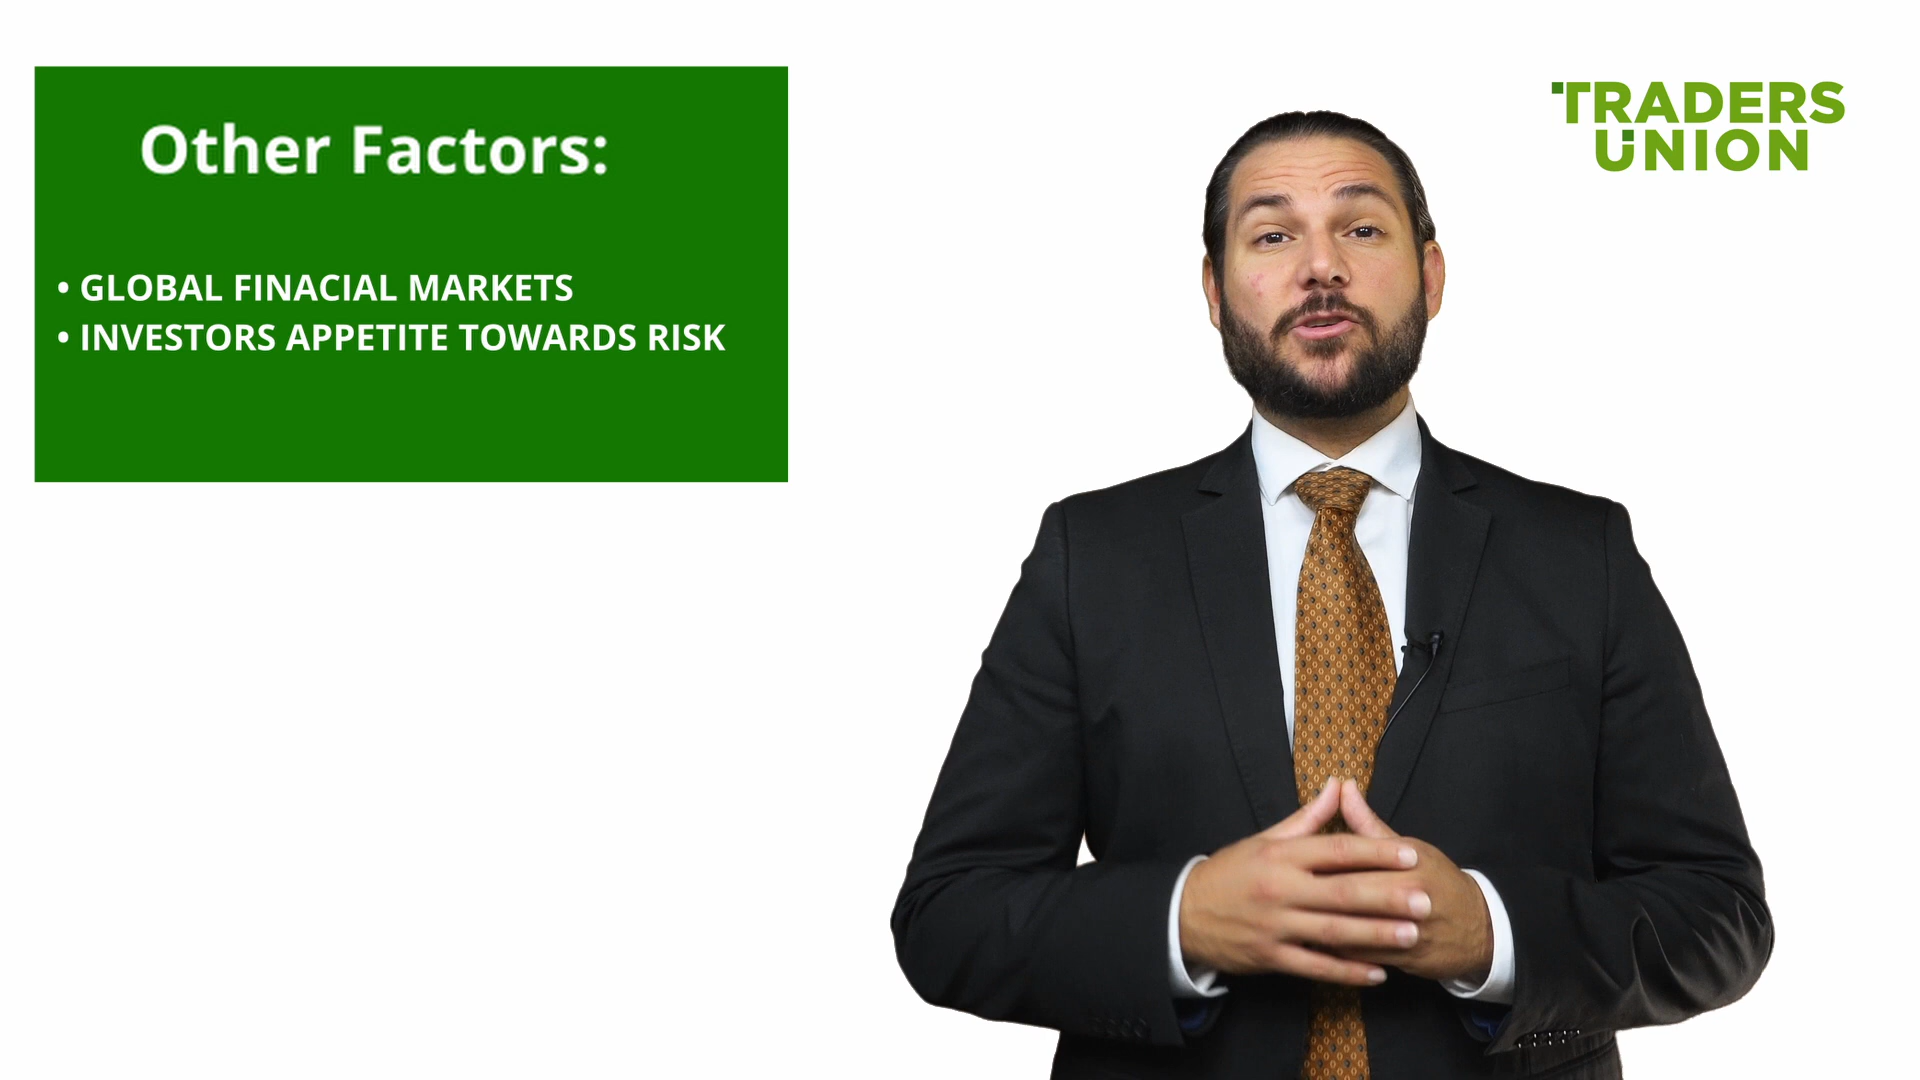 Other Factors:
• GLOBAL FINACIAL MARKETS
• INVESTORS APPETITE TOWARDS RISK
TRADERS
UNION